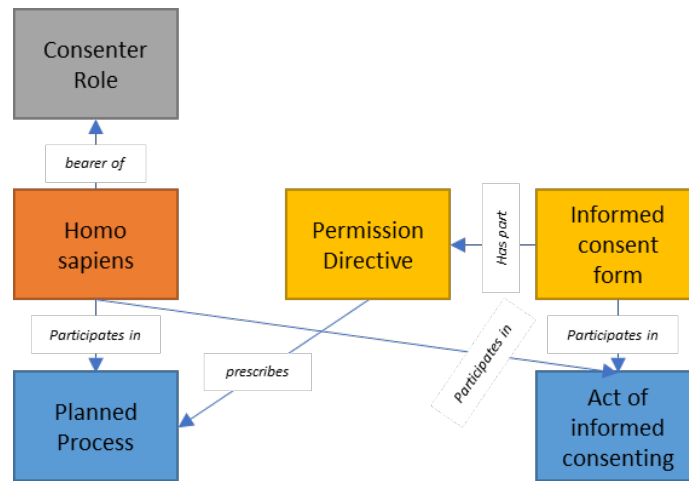 Consenter
Role
bearer of
Homo
sapiens
Permission
Directive
Has part
Informed
consent
form
Participates in
prescribes
Participates in
Participates in
Planned
Process
Act of
informed
consenting